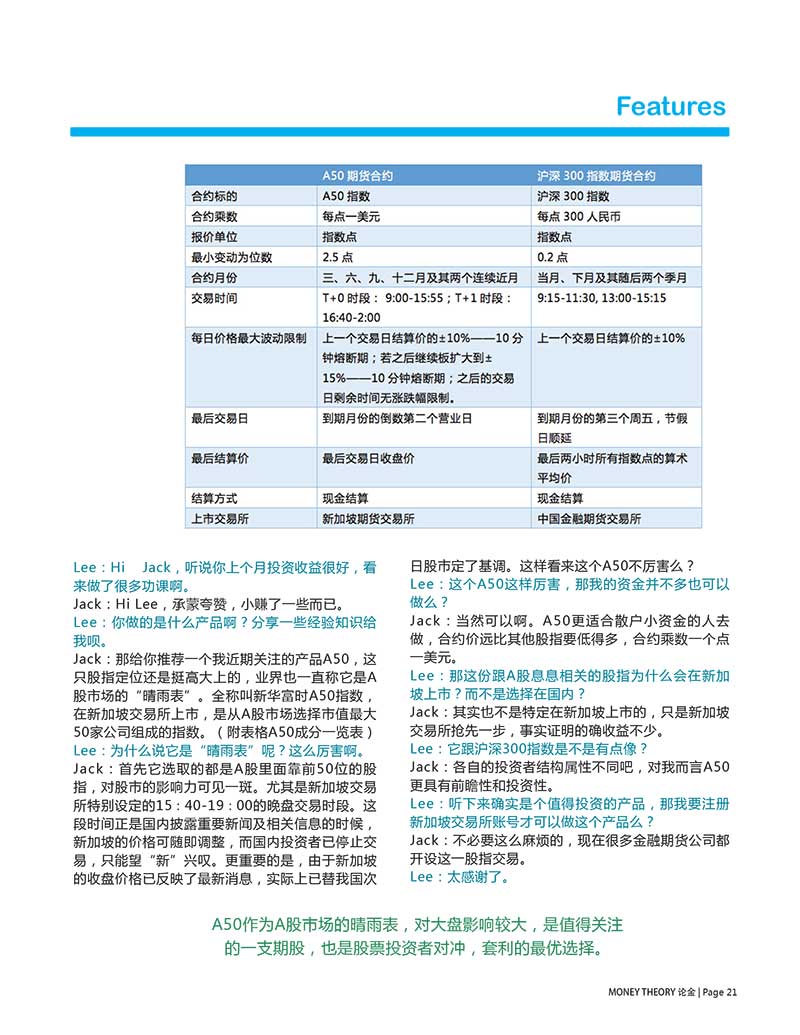 Features
A50 期货合约 沪深 300 指数期货合约
合约标的 A50 指数 沪深 300 指数
合约乘数 每点一美元 每点 300 人民币
报价单位 指数点 指数点
最小变动为位数 2.5 点 0.2 点
合约月份 三、六、九、十二月及其两个连续近月 当月、下月及其随后两个季月
交易时间 T+0 时段： 9:00-15:55；T+1 时段： 9:15-11:30, 13:00-15:15
16:40-2:00
每日价格最大波动限制 上一个交易日结算价的±10%——10 分 上一个交易日结算价的±10%
钟熔断期；若之后继续板扩大到±
15%——10 分钟熔断期；之后的交易
日剩余时间无涨跌幅限制。
最后交易日 到期月份的倒数第二个营业日 到期月份的第三个周五，节假
日顺延
最后结算价 最后交易日收盘价 最后两小时所有指数点的算术
平均价
结算方式 现金结算 现金结算
上市交易所 新加坡期货交易所 中国金融期货交易所
Lee：Hi Jack，听说你上个月投资收益很好，看
来做了很多功课啊。
Jack：Hi Lee，承蒙夸赞，小赚了一些而已。
Lee：你做的是什么产品啊？分享一些经验知识给
我呗。
Jack：那给你推荐一个我近期关注的产品A50，这
只股指定位还是挺高大上的，业界也一直称它是A
股市场的“晴雨表”。全称叫新华富时A50指数，
在新加坡交易所上市，是从A股市场选择市值最大
50家公司组成的指数。（附表格A50成分一览表）
Lee：为什么说它是“晴雨表”呢？这么厉害啊。
Jack：首先它选取的都是A股里面靠前50位的股
指，对股市的影响力可见一斑。尤其是新加坡交易
所特别设定的15：40-19：00的晚盘交易时段。这
段时间正是国内披露重要新闻及相关信息的时候，
新加坡的价格可随即调整，而国内投资者已停止交
易，只能望“新”兴叹。更重要的是，由于新加坡
的收盘价格已反映了最新消息，实际上已替我国次
日股市定了基调。这样看来这个A50不厉害么？
Lee：这个A50这样厉害，那我的资金并不多也可以
做么？
Jack：当然可以啊。A50更适合散户小资金的人去
做，合约价远比其他股指要低得多，合约乘数一个点
一美元。
Lee：那这份跟A股息息相关的股指为什么会在新加
坡上市？而不是选择在国内？
Jack：其实也不是特定在新加坡上市的，只是新加坡
交易所抢先一步，事实证明的确收益不少。
Lee：它跟沪深300指数是不是有点像？
Jack：各自的投资者结构属性不同吧，对我而言A50
更具有前瞻性和投资性。
Lee：听下来确实是个值得投资的产品，那我要注册
新加坡交易所账号才可以做这个产品么？
Jack：不必要这么麻烦的，现在很多金融期货公司都
开设这一股指交易。
Lee：太感谢了。
A50作为A股市场的晴雨表，对大盘影响较大，是值得关注
的一支期股，也是股票投资者对冲，套利的最优选择。
MONEY THEORY 论金 | Page 21